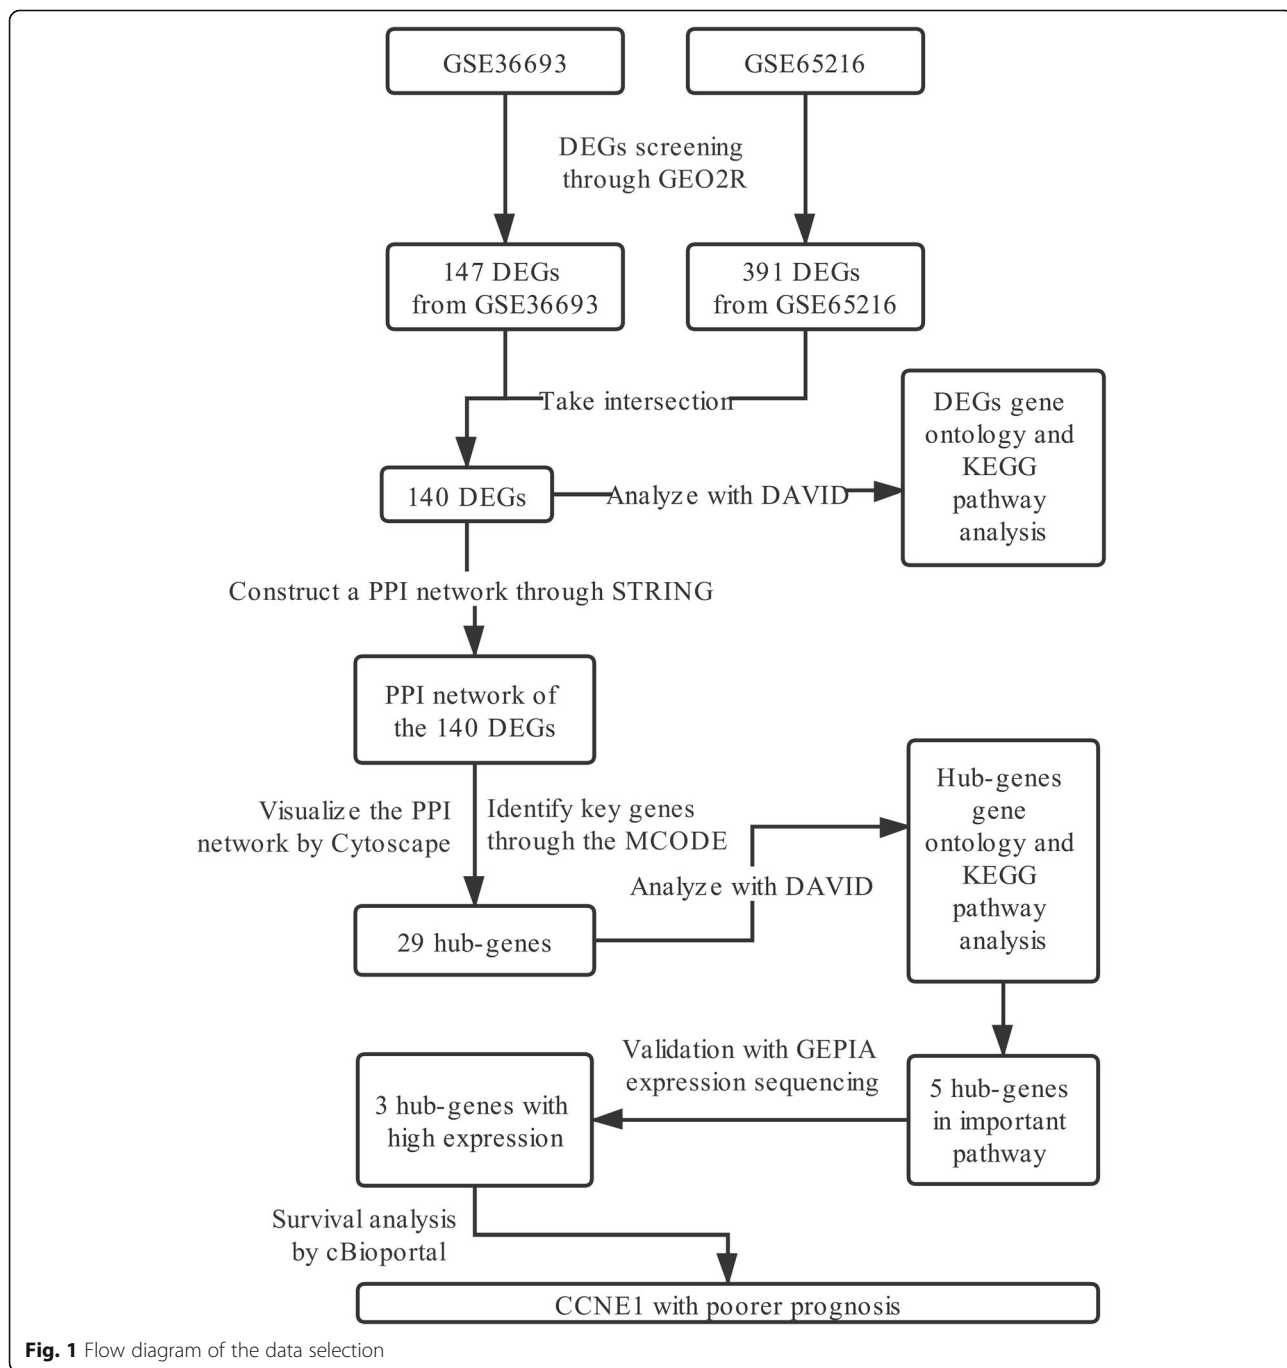 GSE36693
GSE65216
DEGs screening
through GEO2R
147 DEGs
from GSE36693
391 DEGs
from GSE65216
Take intersection
140 DEGs
Analyze with DAVID
DEGs gene
ontology and
KEGG
pathway
analysis
Construct a PPI network through STRING
PPI network of
the 140 DEGs
Visualize the PPI
network by Cytoscape
Identify key genes
through the MCODE
29 hub-genes
Analyze with DAVID
Hub-genes
gene
ontology and
KEGG
pathway
analysis
5 hub-genes
in important
pathway
Validation with GEPIA
expression sequencing
3 hub-genes with
high expression
Survival analysis
by cBioportal
CCNE1 with poorer prognosis
Fig. 1 Flow diagram of the data selection